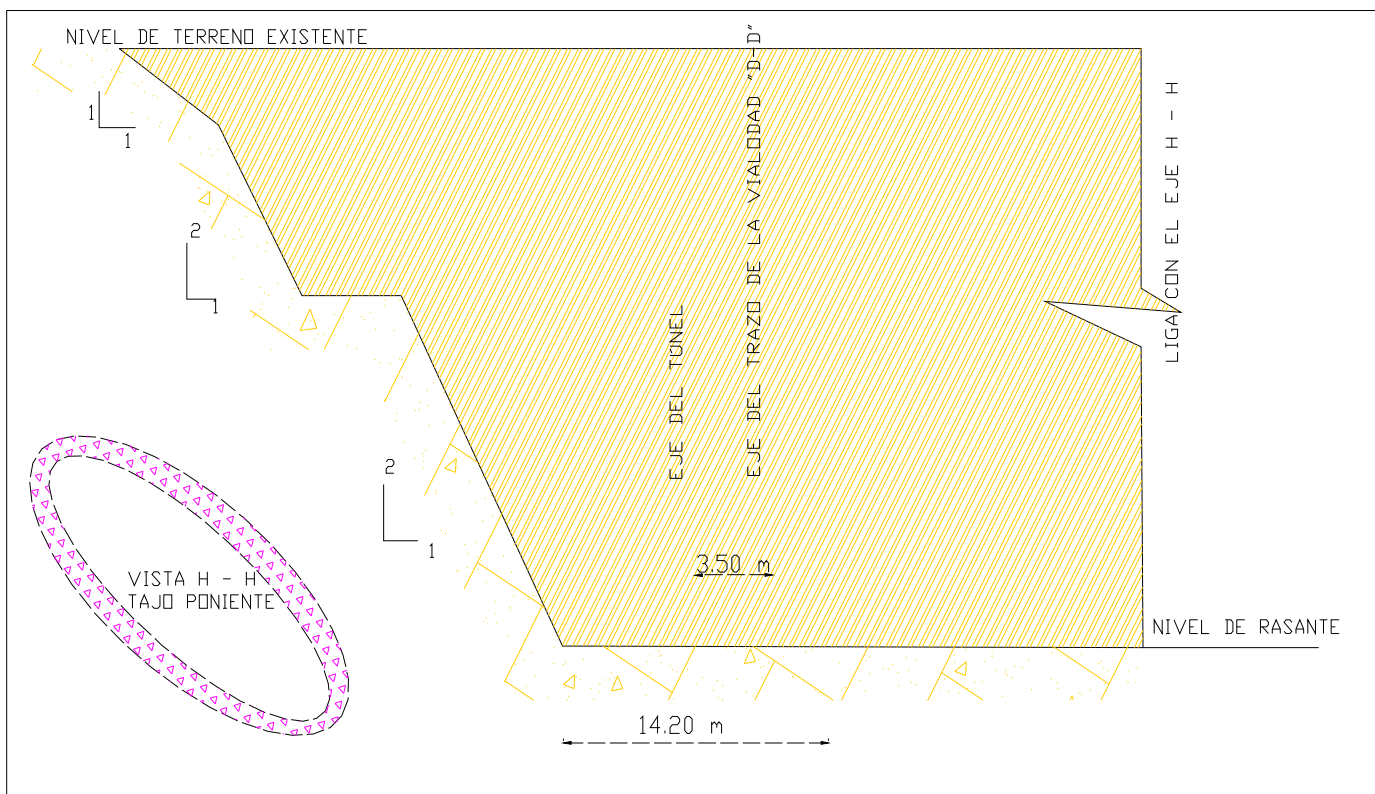 NIVEL DE TERRENO EXISTENTE
1
1
2
1
2
1
EJE DEL TUNEL
EJE DEL TRAZO DE LA VIALODAD "D-D"
LIGA CON EL EJE H - H
3.50 m
VISTA H - H
TAJO PONIENTE
NIVEL DE RASANTE
14.20 m